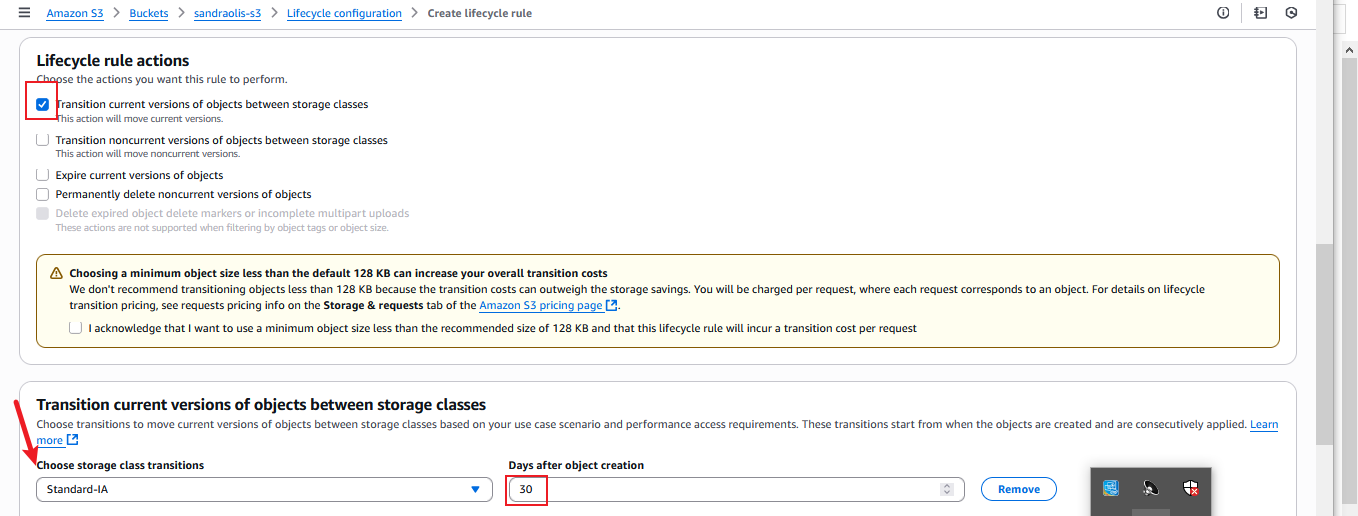 Amazon S3 > Buckets > sandraolis-s3 > Lifecycle configuration > Create lifecycle rule
Lifecycle rule actions
Choose the actions you want this rule to perform.
Transition current versions of objects between storage classes
This action will move current versions.
Transition noncurrent versions of objects between storage classes
This action will move noncurrent versions.
Expire current versions of objects
Permanently delete noncurrent versions of objects
Delete expired object delete markers or incomplete multipart uploads
These actions are not supported when filtering by object tags or object size.
Choosing a minimum object size less than the default 128 KB can increase your overall transition costs
We don't recommend transitioning objects less than 128 KB because the transition costs can outweigh the storage savings. You will be charged per request, where each request corresponds to an object. For details on lifecycle
transition pricing, see requests pricing info on the Storage & requests tab of the Amazon S3 pricing page.
I acknowledge that I want to use a minimum object size less than the recommended size of 128 KB and that this lifecycle rule will incur a transition cost per request
Transition current versions of objects between storage classes
Choose transitions to move current versions of objects between storage classes based on your use case scenario and performance access requirements. These transitions start from when the objects are created and are consecutively applied. Learn
more
Choose storage class transitions Days after object creation
Standard-IA 30 Remove